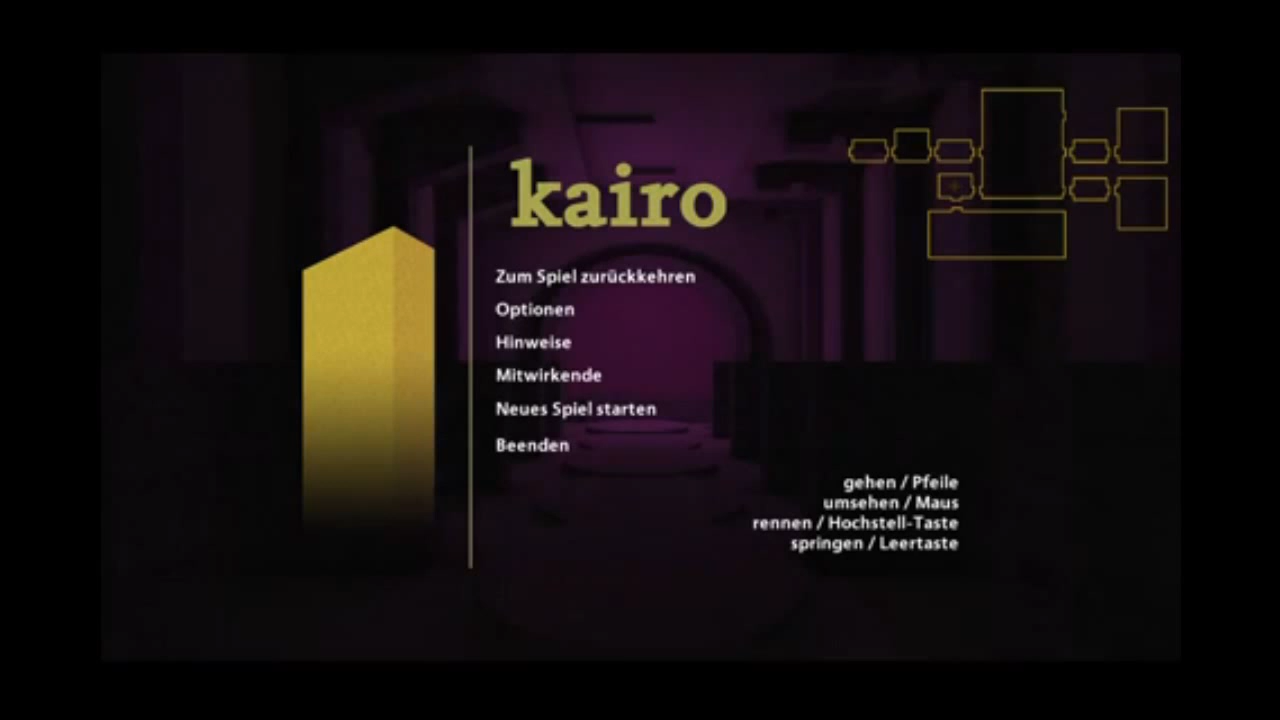 kairo
Zum Spiel zurückkehren
Optionen
Hinweise
Mitwirkende
Neues Spiel starten
Beenden
gehen / Pfeile
umsehen / Maus
rennen / Hochstell-Taste
springen / Leertaste